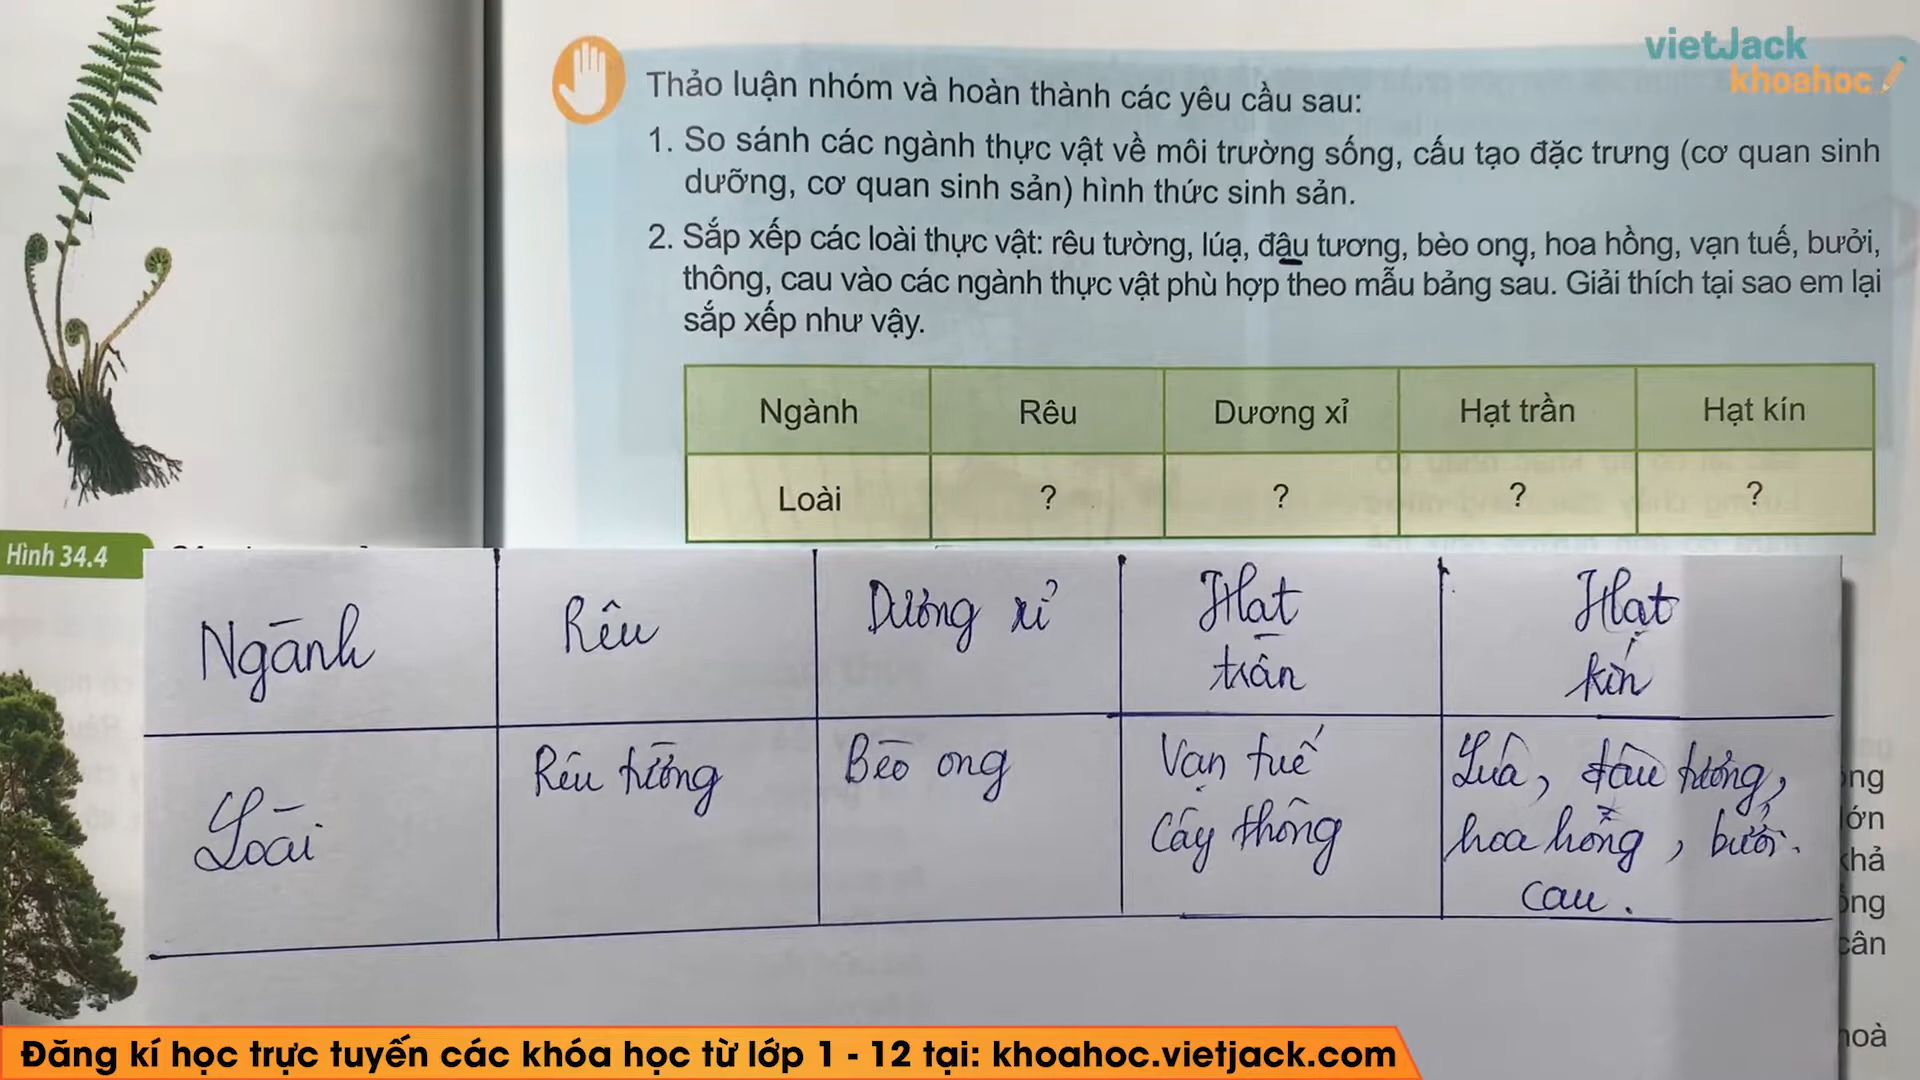 vietJack
khoahoc
Thảo luận nhóm và hoàn thành các yêu cầu sau:
1. So sánh các ngành thực vật về môi trường sống, cấu tạo đặc trưng (cơ quan sinh
dưỡng, cơ quan sinh sản) hình thức sinh sản.
2. Sắp xếp các loài thực vật: rêu tường, lúa, đậu tương, bèo ong, hoa hồng, vạn tuế, bưởi,
thông, cau vào các ngành thực vật phù hợp theo mẫu bảng sau. Giải thích tại sao em lại
sắp xếp như vậy.
Ngành Rêu Dương xỉ Hạt trần Hạt kín
Loài ? ? ? ?
Hình 34.4
Ngành Rêu Dương xỉ Hạt trần Hạt kín
Loài Rêu tường Bèo ong Vạn tuế Cây thông Lúa, đậu tương, hoa hồng, bưởi. cau.
ong
lớn
khả
ông
cân
hoà
Đăng kí học trực tuyến các khóa học từ lớp 1 - 12 tại: khoahoc.vietjack.com